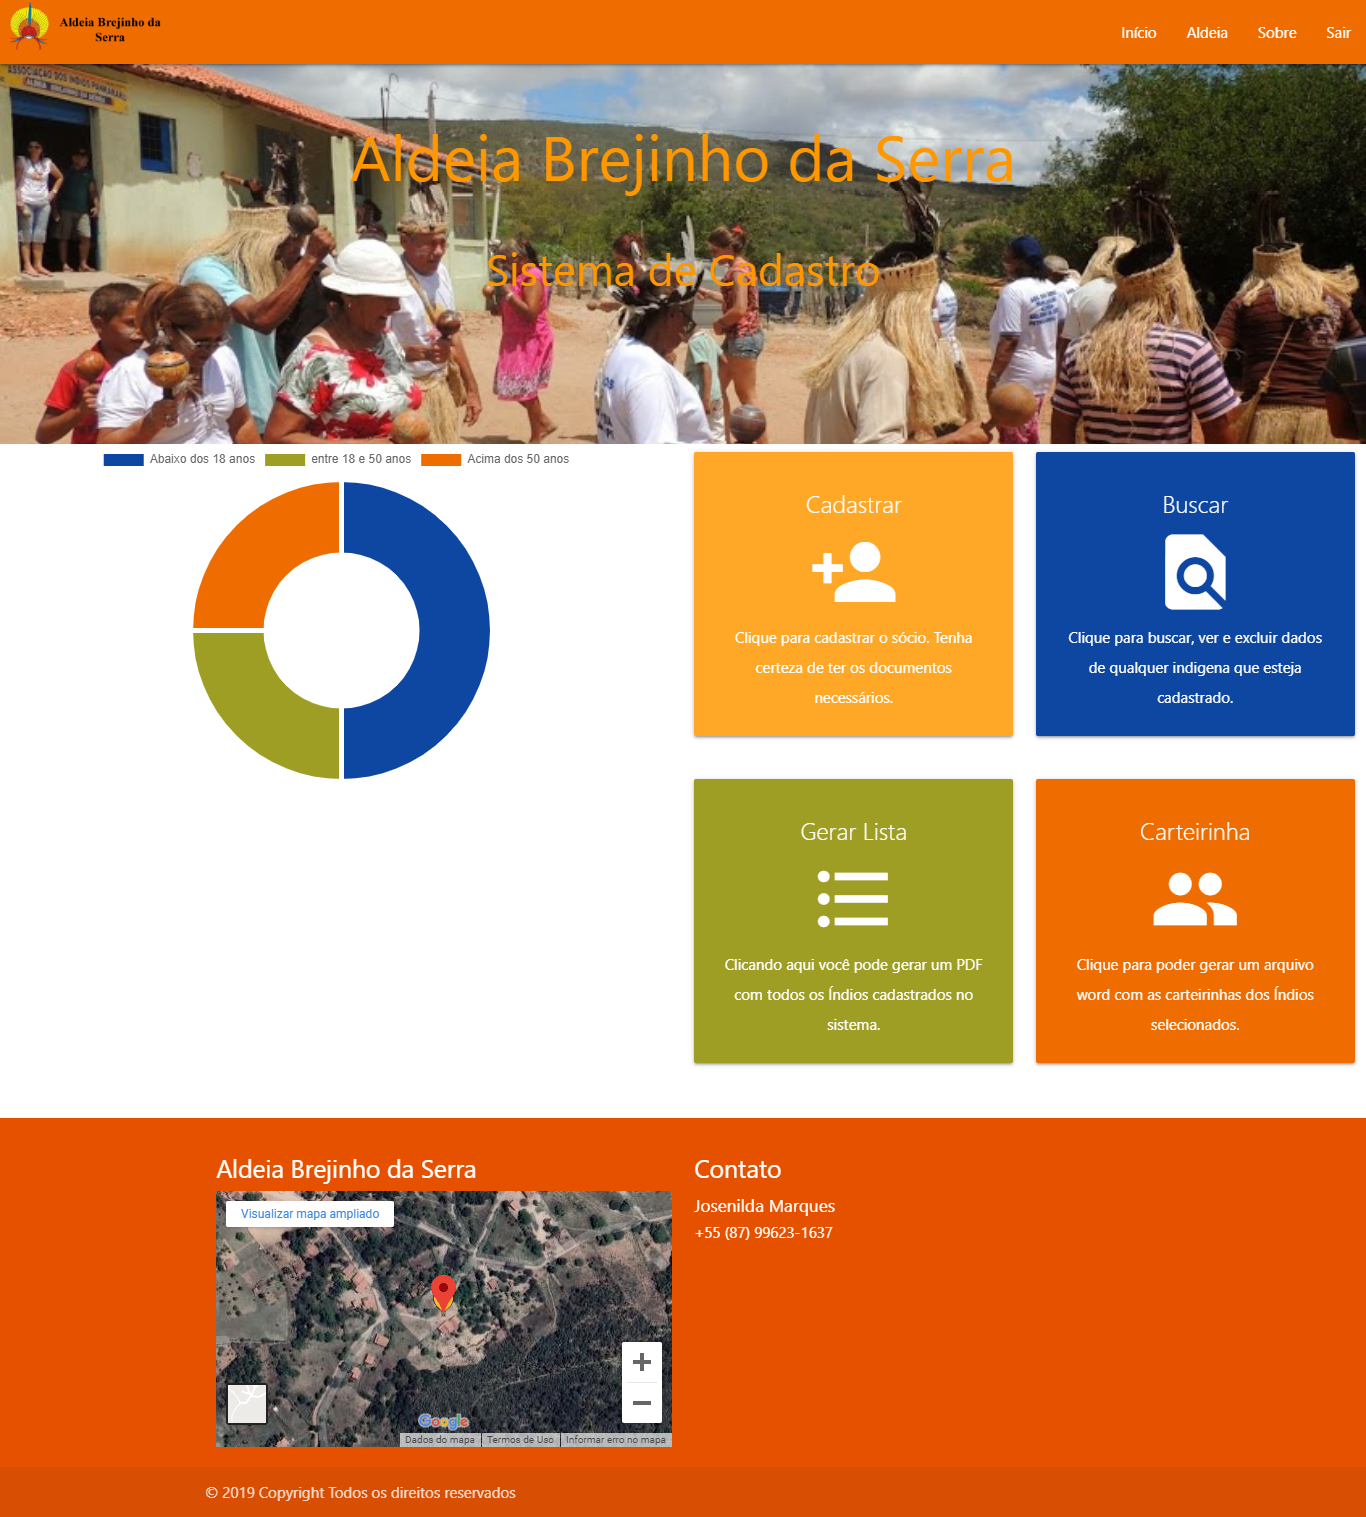 Aldeia Brejinho da
Serra
Início Aldeia Sobre Sair
ASSOCIAÇÃO DOS ÍNDIOS PANKARARÚ
Aldeia Brejinho da Serra
Sistema de Cadastro
Abaixo dos 18 anos entre 18 e 50 anos Acima dos 50 anos
Cadastrar
Clique para cadastrar o sócio. Tenha
certeza de ter os documentos
necessários.
Buscar
Clique para buscar, ver e excluir dados
de qualquer indigena que esteja
cadastrado.
Gerar Lista
Clicando aqui você pode gerar um PDF
com todos os Índios cadastrados no
sistema.
Carteirinha
Clique para poder gerar um arquivo
word com as carteirinhas dos Índios
selecionados.
Aldeia Brejinho da Serra
Visualizar mapa ampliado
Google
Dados do mapa Termos de Uso Informar erro no mapa
Contato
Josenilda Marques
+55 (87) 99623-1637
© 2019 Copyright Todos os direitos reservados